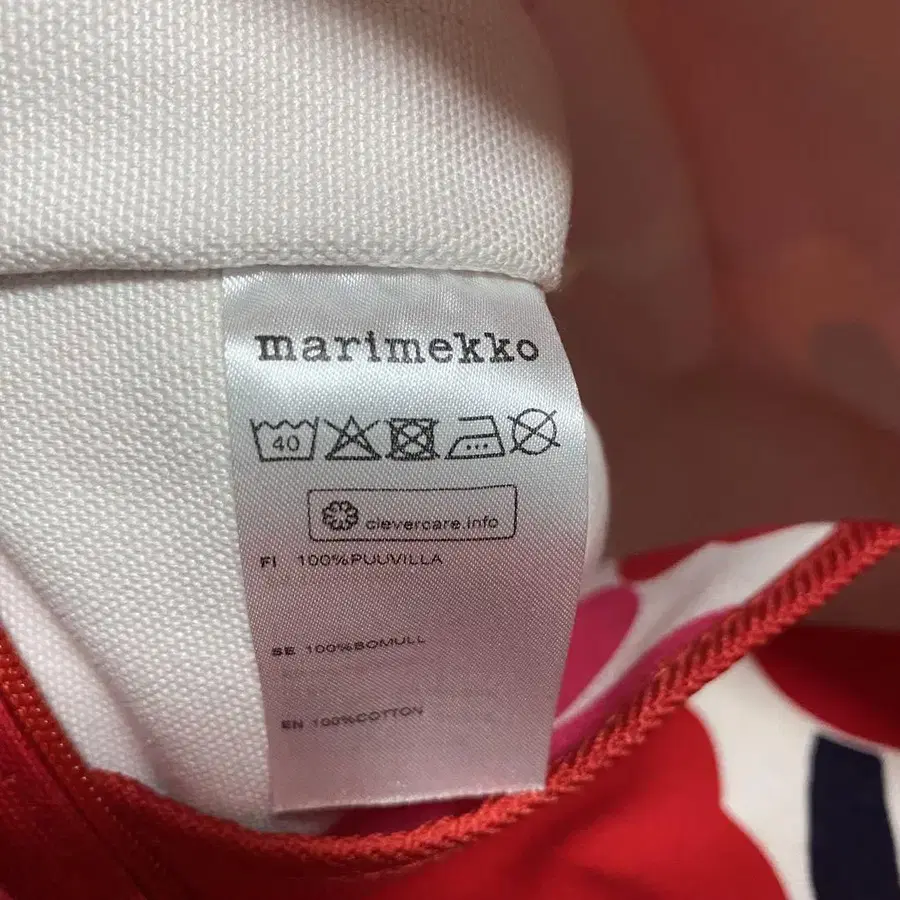 marimekko
40
clevercare.info
FI 100%PUUVILLA
SE 100%BOMULL
EN 100%COTTON